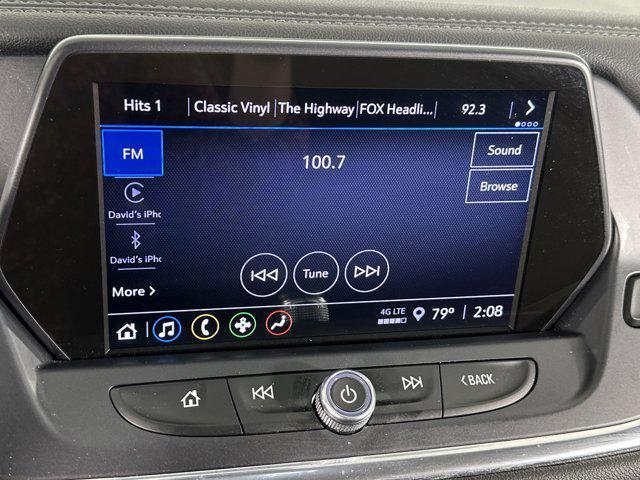 Hits 1 Classic Vinyl The Highway FOX Headli... 92.3
FM
100.7
Sound
Browse
David's iPho
David's iPho
Tune
More
4G LTE 79° 2:08
BACK